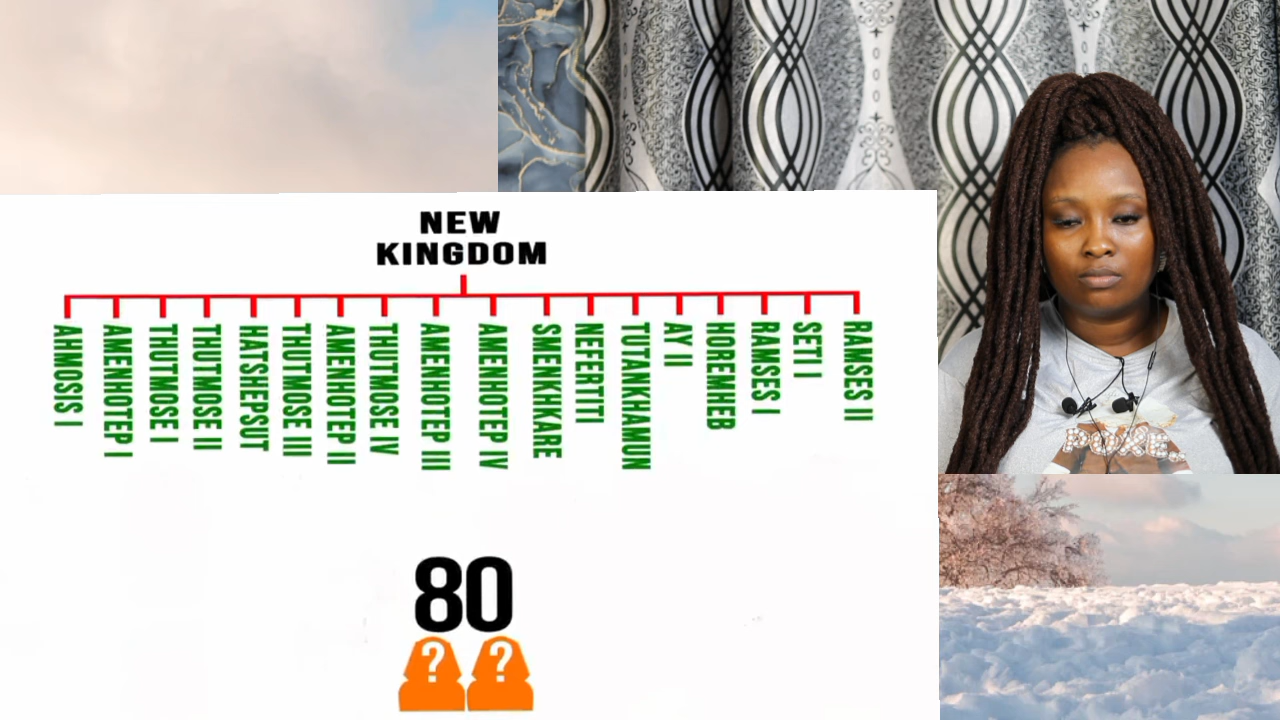 NEW
KINGDOM
AHMOSIS I
AMENHOTEP I
THUTMOSE I
THUTMOSE II
HATSHEPSUT
THUTMOSE III
AMENHOTEP II
THUTMOSE IV
AMENHOTEP III
AMENHOTEP IV
SMENKHKARE
NEFERTITI
TUTANKHAMUN
AY II
HOREMHEB
RAMSES I
SETI I
RAMSES II
80
? ?